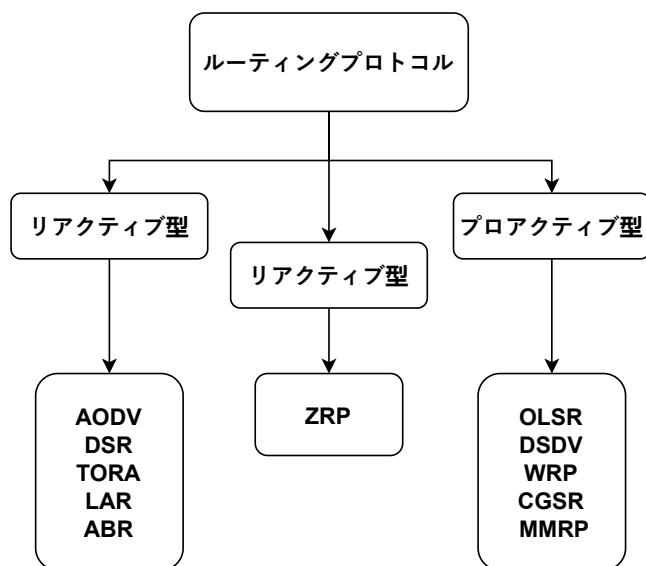 ルーティングプロトコル
リアクティブ型
リアクティブ型
プロアクティブ型
AODV
DSR
TORA
LAR
ABR
ZRP
OLSR
DSDV
WRP
CGSR
MMRP